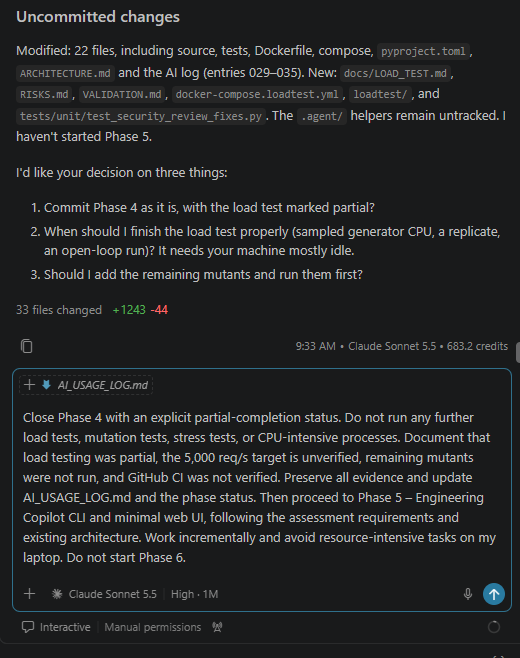 Uncommitted changes
Modified: 22 files, including source, tests, Dockerfile, compose, pyproject.toml,
ARCHITECTURE.md and the AI log (entries 029–035). New: docs/LOAD_TEST.md,
RISKS.md, VALIDATION.md, docker-compose.loadtest.yml, loadtest/, and
tests/unit/test_security_review_fixes.py. The .agent/ helpers remain untracked. I
haven't started Phase 5.
I'd like your decision on three things:
1. Commit Phase 4 as it is, with the load test marked partial?
2. When should I finish the load test properly (sampled generator CPU, a replicate,
an open-loop run)? It needs your machine mostly idle.
3. Should I add the remaining mutants and run them first?
33 files changed +1243 -44
9:33 AM • Claude Sonnet 5.5 • 683.2 credits
AI_USAGE_LOG.md
Close Phase 4 with an explicit partial-completion status. Do not run any further
load tests, mutation tests, stress tests, or CPU-intensive processes. Document that
load testing was partial, the 5,000 req/s target is unverified, remaining mutants
were not run, and GitHub CI was not verified. Preserve all evidence and update
AI_USAGE_LOG.md and the phase status. Then proceed to Phase 5 – Engineering
Copilot CLI and minimal web UI, following the assessment requirements and
existing architecture. Work incrementally and avoid resource-intensive tasks on my
laptop. Do not start Phase 6.
Claude Sonnet 5.5 High · 1M
Interactive Manual permissions